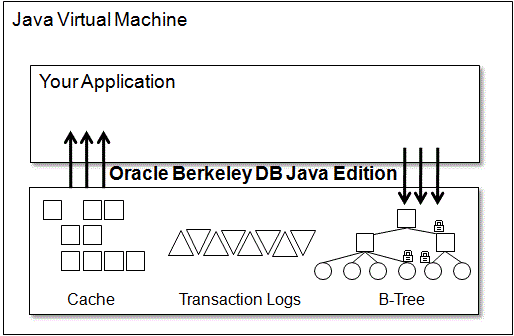 Java Virtual Machine
Your Application
Oracle Berkeley DB Java Edition
Cache
Transaction Logs
B-Tree